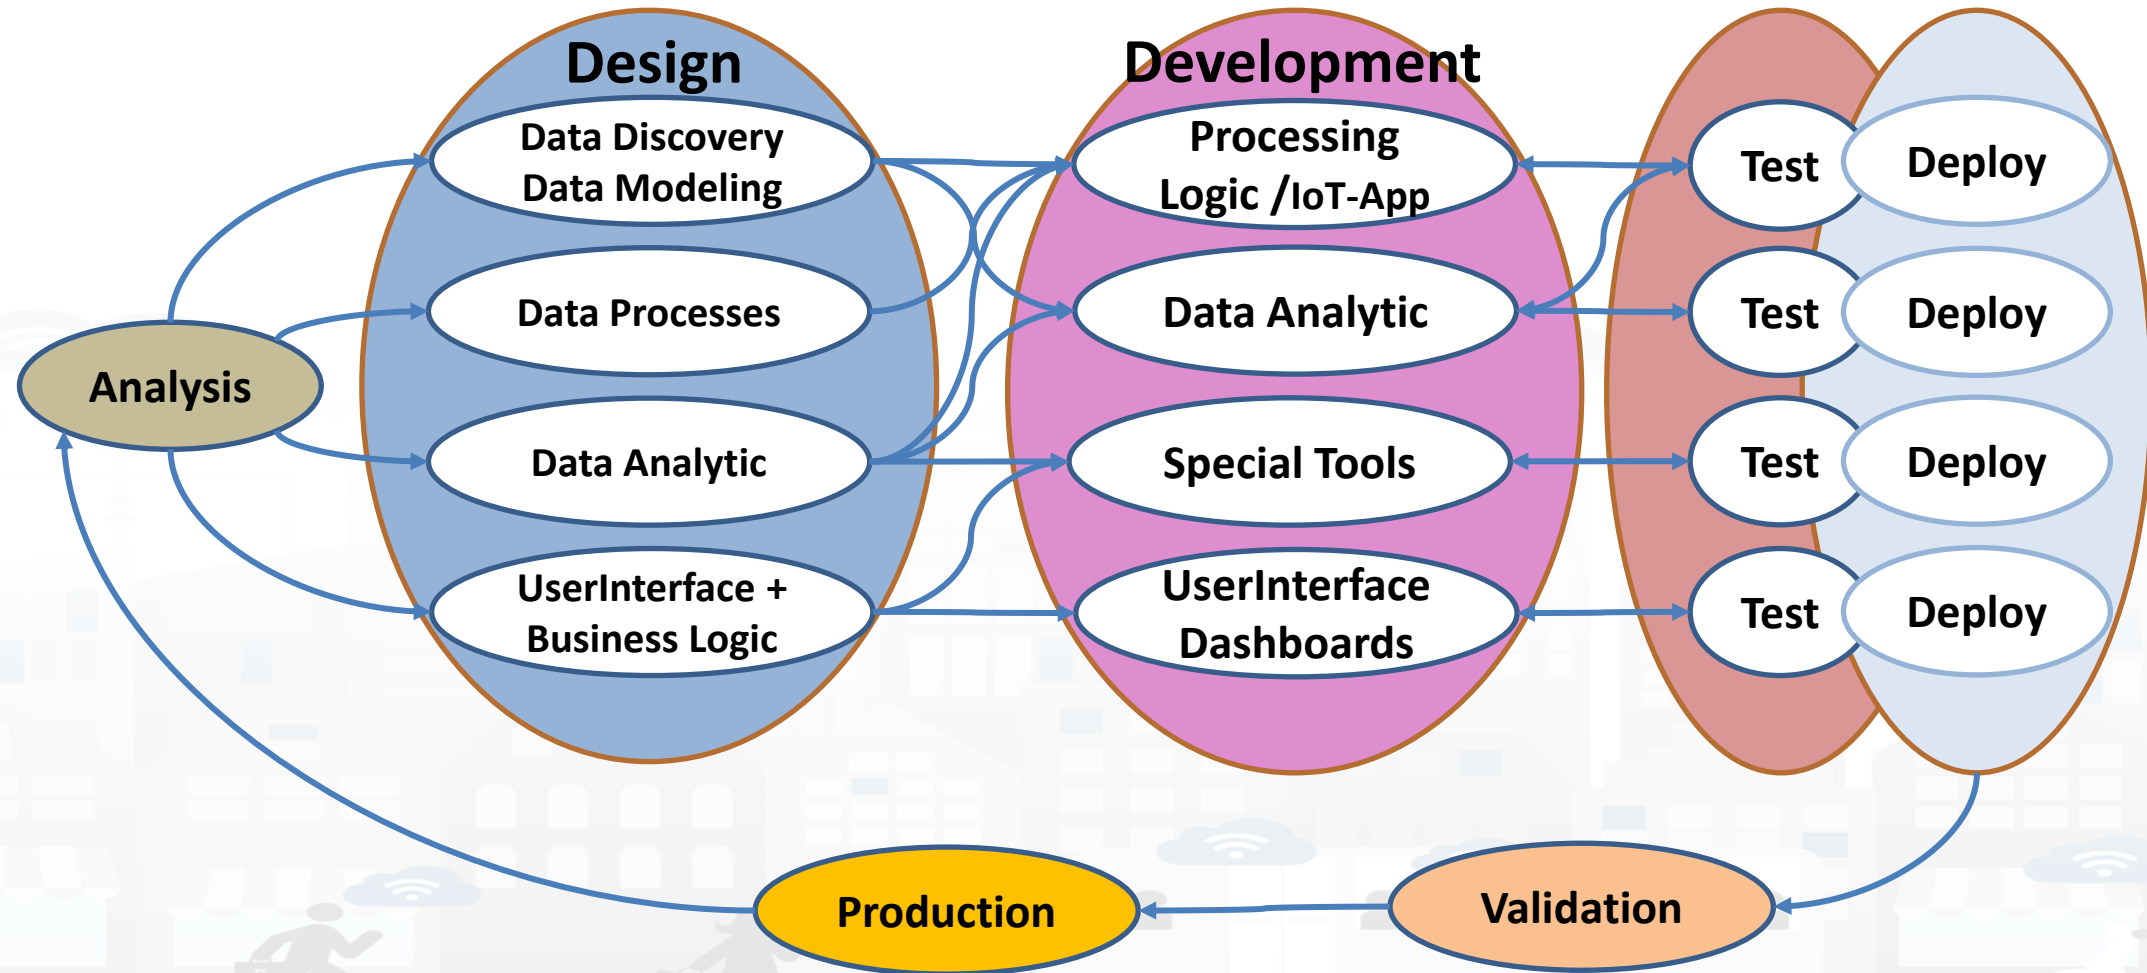 Design
Development
Data Discovery
Data Modeling
Processing
Logic /IoT-App
Test
Deploy
Data Processes
Data Analytic
Test
Deploy
Analysis
Data Analytic
Special Tools
Test
Deploy
UserInterface +
Business Logic
UserInterface
Dashboards
Test
Deploy
Production
Validation